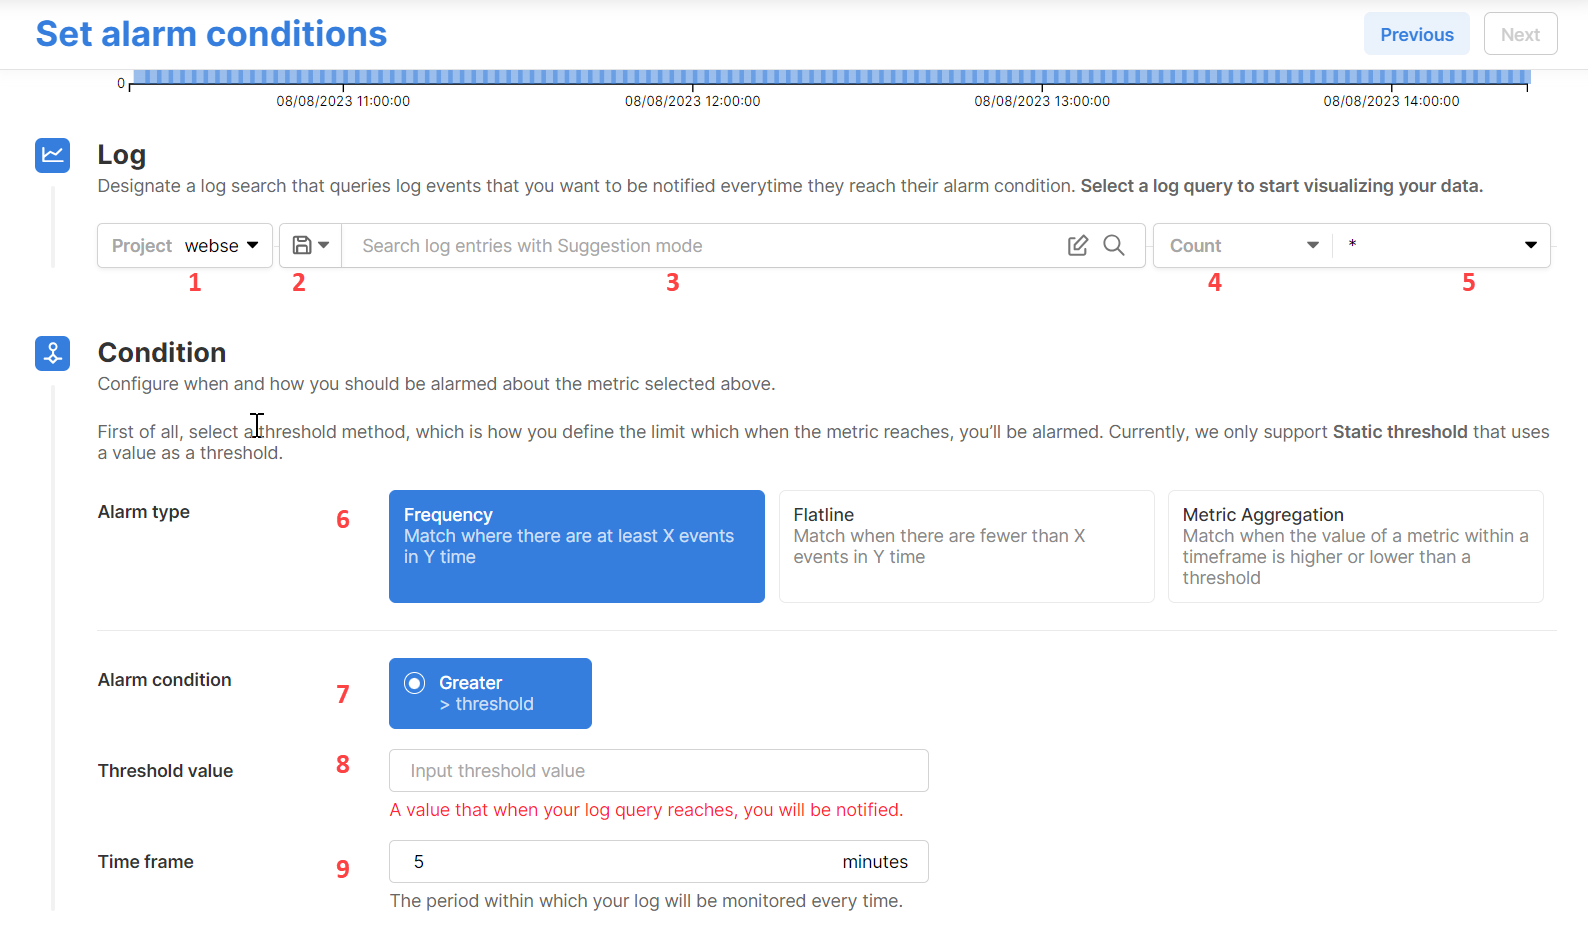 Set alarm conditions
Previous
Next
0
08/08/2023 11:00:00
08/08/2023 12:00:00
08/08/2023 13:00:00
08/08/2023 14:00:00
Log
Designate a log search that queries log events that you want to be notified everytime they reach their alarm condition. Select a log query to start visualizing your data.
Project webse
Search log entries with Suggestion mode
Count
*
1
2
3
4
5
Condition
Configure when and how you should be alarmed about the metric selected above.
First of all, select a threshold method, which is how you define the limit which when the metric reaches, you’ll be alarmed. Currently, we only support Static threshold that uses
a value as a threshold.
Alarm type
6
Frequency
Match where there are at least X events
in Y time
Flatline
Match when there are fewer than X
events in Y time
Metric Aggregation
Match when the value of a metric within a
timeframe is higher or lower than a
threshold
Alarm condition
7
Greater
> threshold
Threshold value
8
Input threshold value
A value that when your log query reaches, you will be notified.
Time frame
9
5
minutes
The period within which your log will be monitored every time.